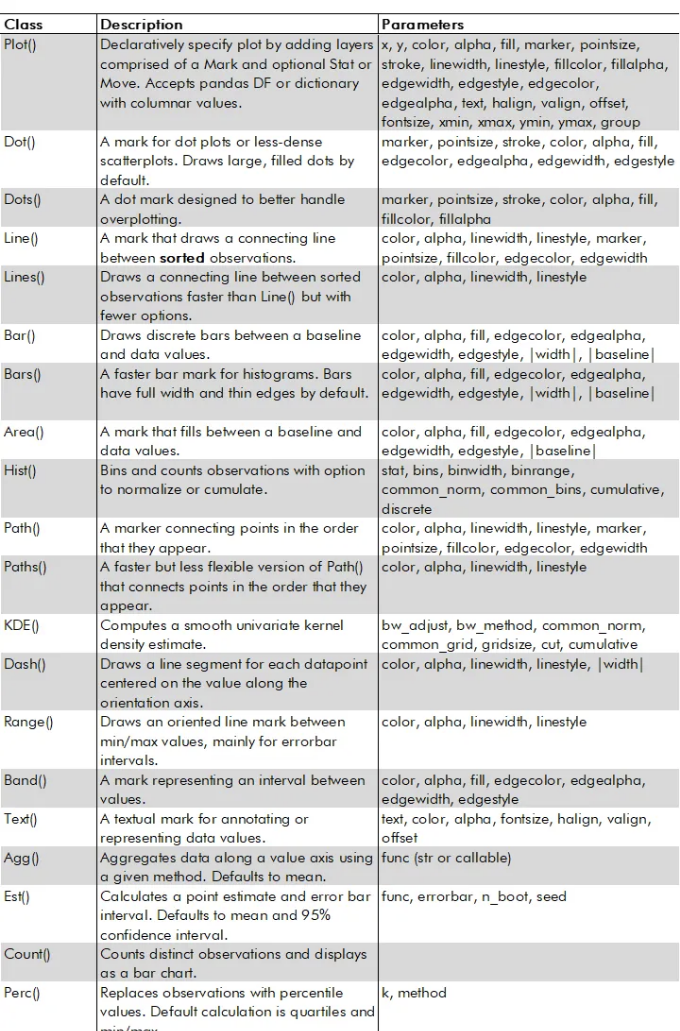 Class Description Parameters
Plot() Declaratively specify plot by adding layers x, y, color, alpha, fill, marker, pointsize,
comprised of a Mark and optional Stat or stroke, linewidth, linestyle, fillcolor, fillalpha,
Move. Accepts pandas DF or dictionary edgewidth, edgestyle, edgecolor,
with columnar values. edgealpha, text, halign, valign, offset,
fontsize, xmin, xmax, ymin, ymax, group
Dot() A mark for dot plots or less-dense marker, pointsize, stroke, color, alpha, fill,
scatterplots. Draws large, filled dots by edgecolor, edgealpha, edgewidth, edgestyle
default.
Dots() A dot mark designed to better handle marker, pointsize, stroke, color, alpha, fill,
overplotting. fillcolor, fillalpha
Line() A mark that draws a connecting line color, alpha, linewidth, linestyle, marker,
between sorted observations. pointsize, fillcolor, edgecolor, edgewidth
Lines() Draws a connecting line between sorted color, alpha, linewidth, linestyle
observations faster than Line() but with
fewer options.
Bar() Draws discrete bars between a baseline color, alpha, fill, edgecolor, edgealpha,
and data values. edgewidth, edgestyle, |width|, |baseline|
Bars() A faster bar mark for histograms. Bars color, alpha, fill, edgecolor, edgealpha,
have full width and thin edges by default. edgewidth, edgestyle, |width|, |baseline|
Area() A mark that fills between a baseline and color, alpha, fill, edgecolor, edgealpha,
data values. edgewidth, edgestyle, |baseline|
Hist() Bins and counts observations with option stat, bins, binwidth, binrange,
to normalize or cumulate. common_norm, common_bins, cumulative,
discrete
Path() A marker connecting points in the order color, alpha, linewidth, linestyle, marker,
that they appear. pointsize, fillcolor, edgecolor, edgewidth
Paths() A faster but less flexible version of Path() color, alpha, linewidth, linestyle
that connects points in the order that they
appear.
KDE() Computes a smooth univariate kernel bw_adjust, bw_method, common_norm,
density estimate. common_grid, gridsize, cut, cumulative
Dash() Draws a line segment for each datapoint color, alpha, linewidth, linestyle, |width|
centered on the value along the
orientation axis.
Range() Draws an oriented line mark between color, alpha, linewidth, linestyle
min/max values, mainly for errorbar
intervals.
Band() A mark representing an interval between color, alpha, fill, edgecolor, edgealpha,
values. edgewidth, edgestyle
Text() A textual mark for annotating or text, color, alpha, fontsize, halign, valign,
representing data values. offset
Agg() Aggregates data along a value axis using func (str or callable)
a given method. Defaults to mean.
Est() Calculates a point estimate and error bar func, errorbar, n_boot, seed
interval. Defaults to mean and 95%
confidence interval.
Count() Counts distinct observations and displays
as a bar chart.
Perc() Replaces observations with percentile k, method
values. Default calculation is quartiles and
min/max